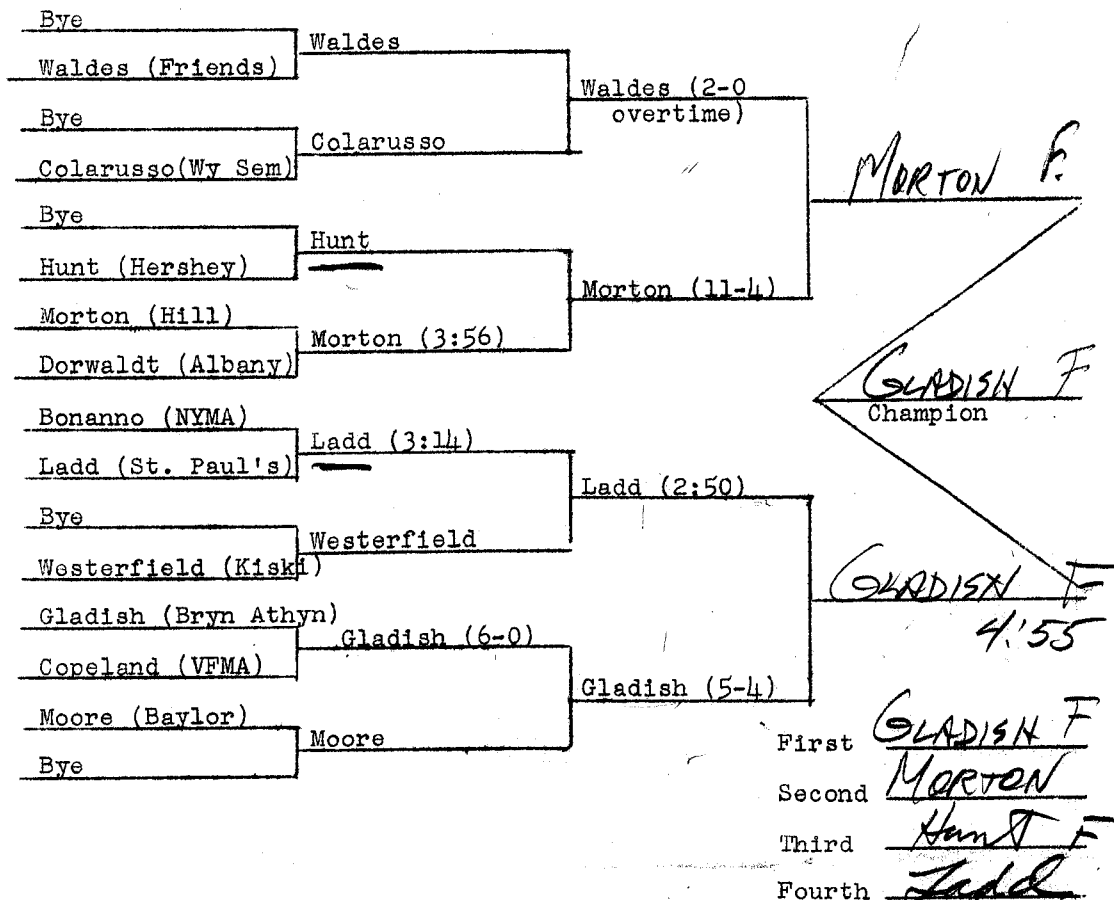 Bye
Waldes (Friends)
Bye
Colarusso(Wy Sem)
Bye
Hunt (Hershey)
Morton (Hill)
Dorwaldt (Albany)
Bonanno (NYMA)
Ladd (St. Paul's)
Bye
Westerfield (Kiski)
Gladish (Bryn Athyn)
Copeland (VFMA)
Moore (Baylor)
Bye
Waldes
Colarusso
Hunt
Morton (3:56)
Ladd (3:14)
Westerfield
Gladish (6-0)
Moore
Waldes (2-0
overtime)
Morton (11-4)
Ladd (2:50)
Gladish (5-4)
MORTON F.
GLADISH F
Champion
GLADISH F
4:55
First GLADISH F
Second MORTON
Third Hunt F
Fourth Ladd